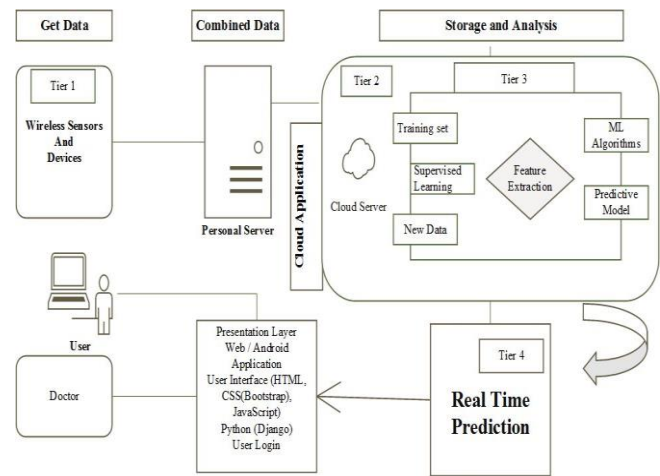 Get Data
Combined Data
Storage and Analysis
Tier 1
Wireless Sensors
And
Devices
Personal Server
Cloud Application
Tier 2
Cloud Server
Tier 3
Training set
Supervised
Learning
New Data
Feature
Extraction
ML
Algorithms
Predictive
Model
User
Doctor
Presentation Layer
Web / Android
Application
User Interface (HTML,
CSS(Bootstrap),
JavaScript)
Python (Django)
User Login
Tier 4
Real Time
Prediction